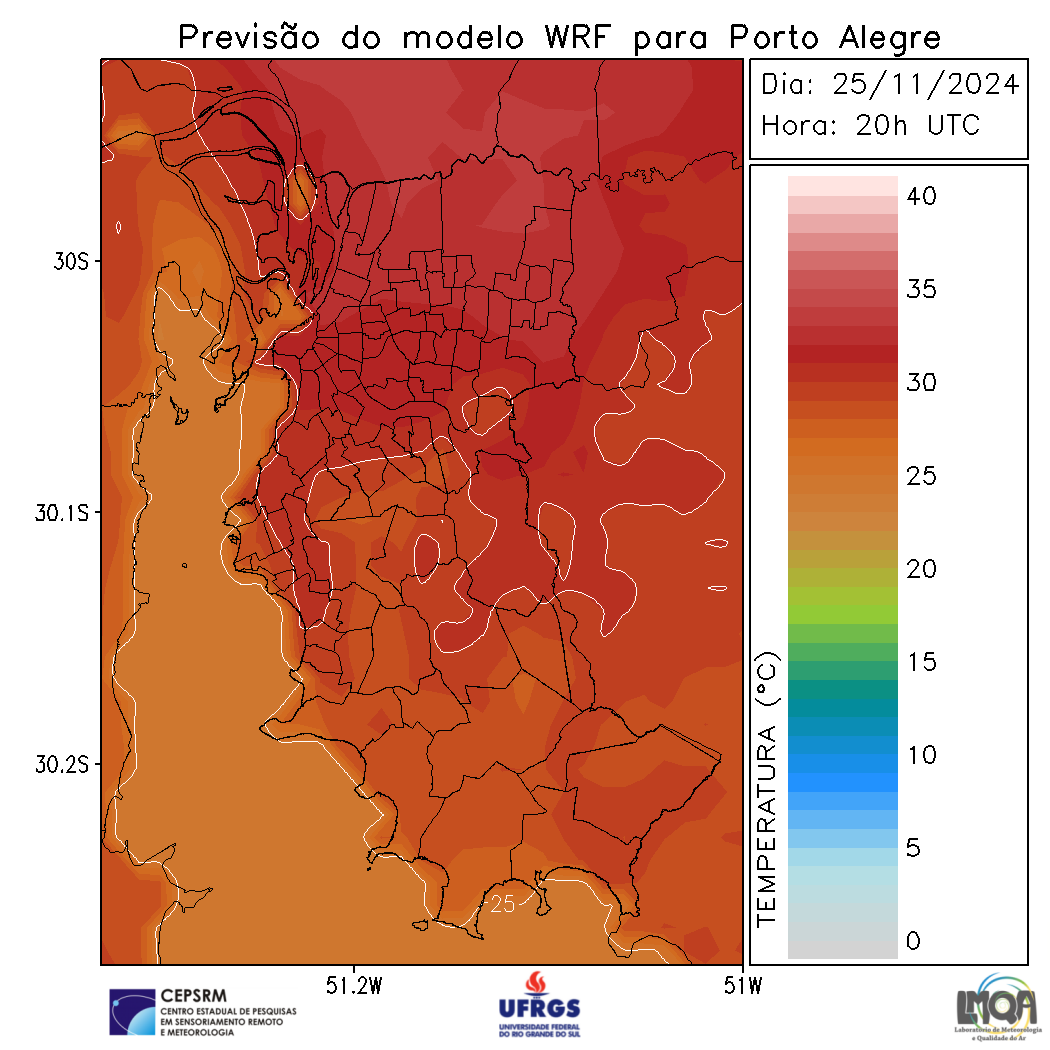 Previsão do modelo WRF para Porto Alegre
Dia: 25/11/2024
Hora: 20h UTC
30S
30.1S
30.2S
51.2W
51W
25
TEMPERATURA (°C)
40
35
30
25
20
15
10
5
0
CEPSRM
CENTRO ESTADUAL DE PESQUISAS
EM SENSORIAMENTO REMOTO
E METEOROLOGIA
UFRGS
UNIVERSIDADE FEDERAL
DO RIO GRANDE DO SUL
LMQA
Laboratório de Meteorologia
e Qualidade do Ar